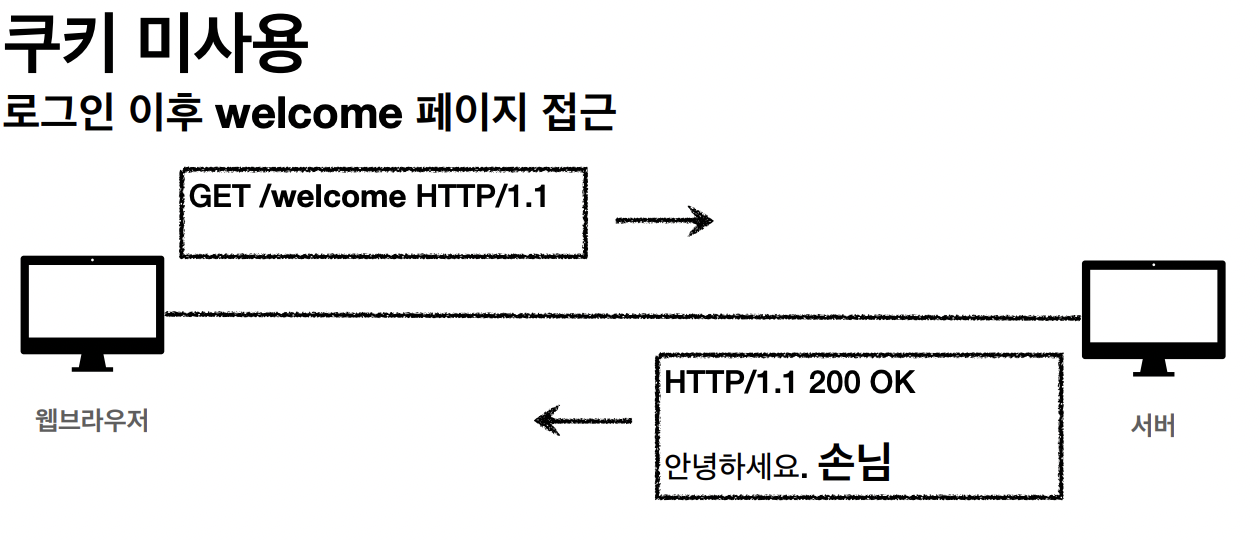 쿠키 미사용
로그인 이후 welcome 페이지 접근
GET /welcome HTTP/1.1
웹브라우저
HTTP/1.1 200 OK
안녕하세요. 손님
서버